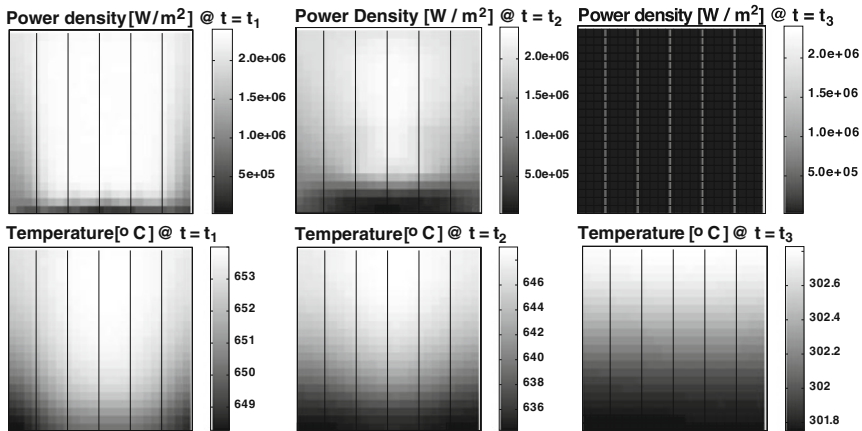 Power density [W/m²] @ t = t₁
2.0e+06
1.5e+06
1.0e+06
5e+05
Power Density [W / m²] @ t = t₂
2.0e+06
1.5e+06
1.0e+06
5.0e+05
Power density [W / m²] @ t = t₃
2.0e+06
1.5e+06
1.0e+06
5.0e+05
Temperature[º C] @ t = t₁
653
652
651
650
649
Temperature[º C] @ t = t₂
646
644
642
640
638
636
Temperature [º C] @ t = t₃
302.6
302.4
302.2
302
301.8